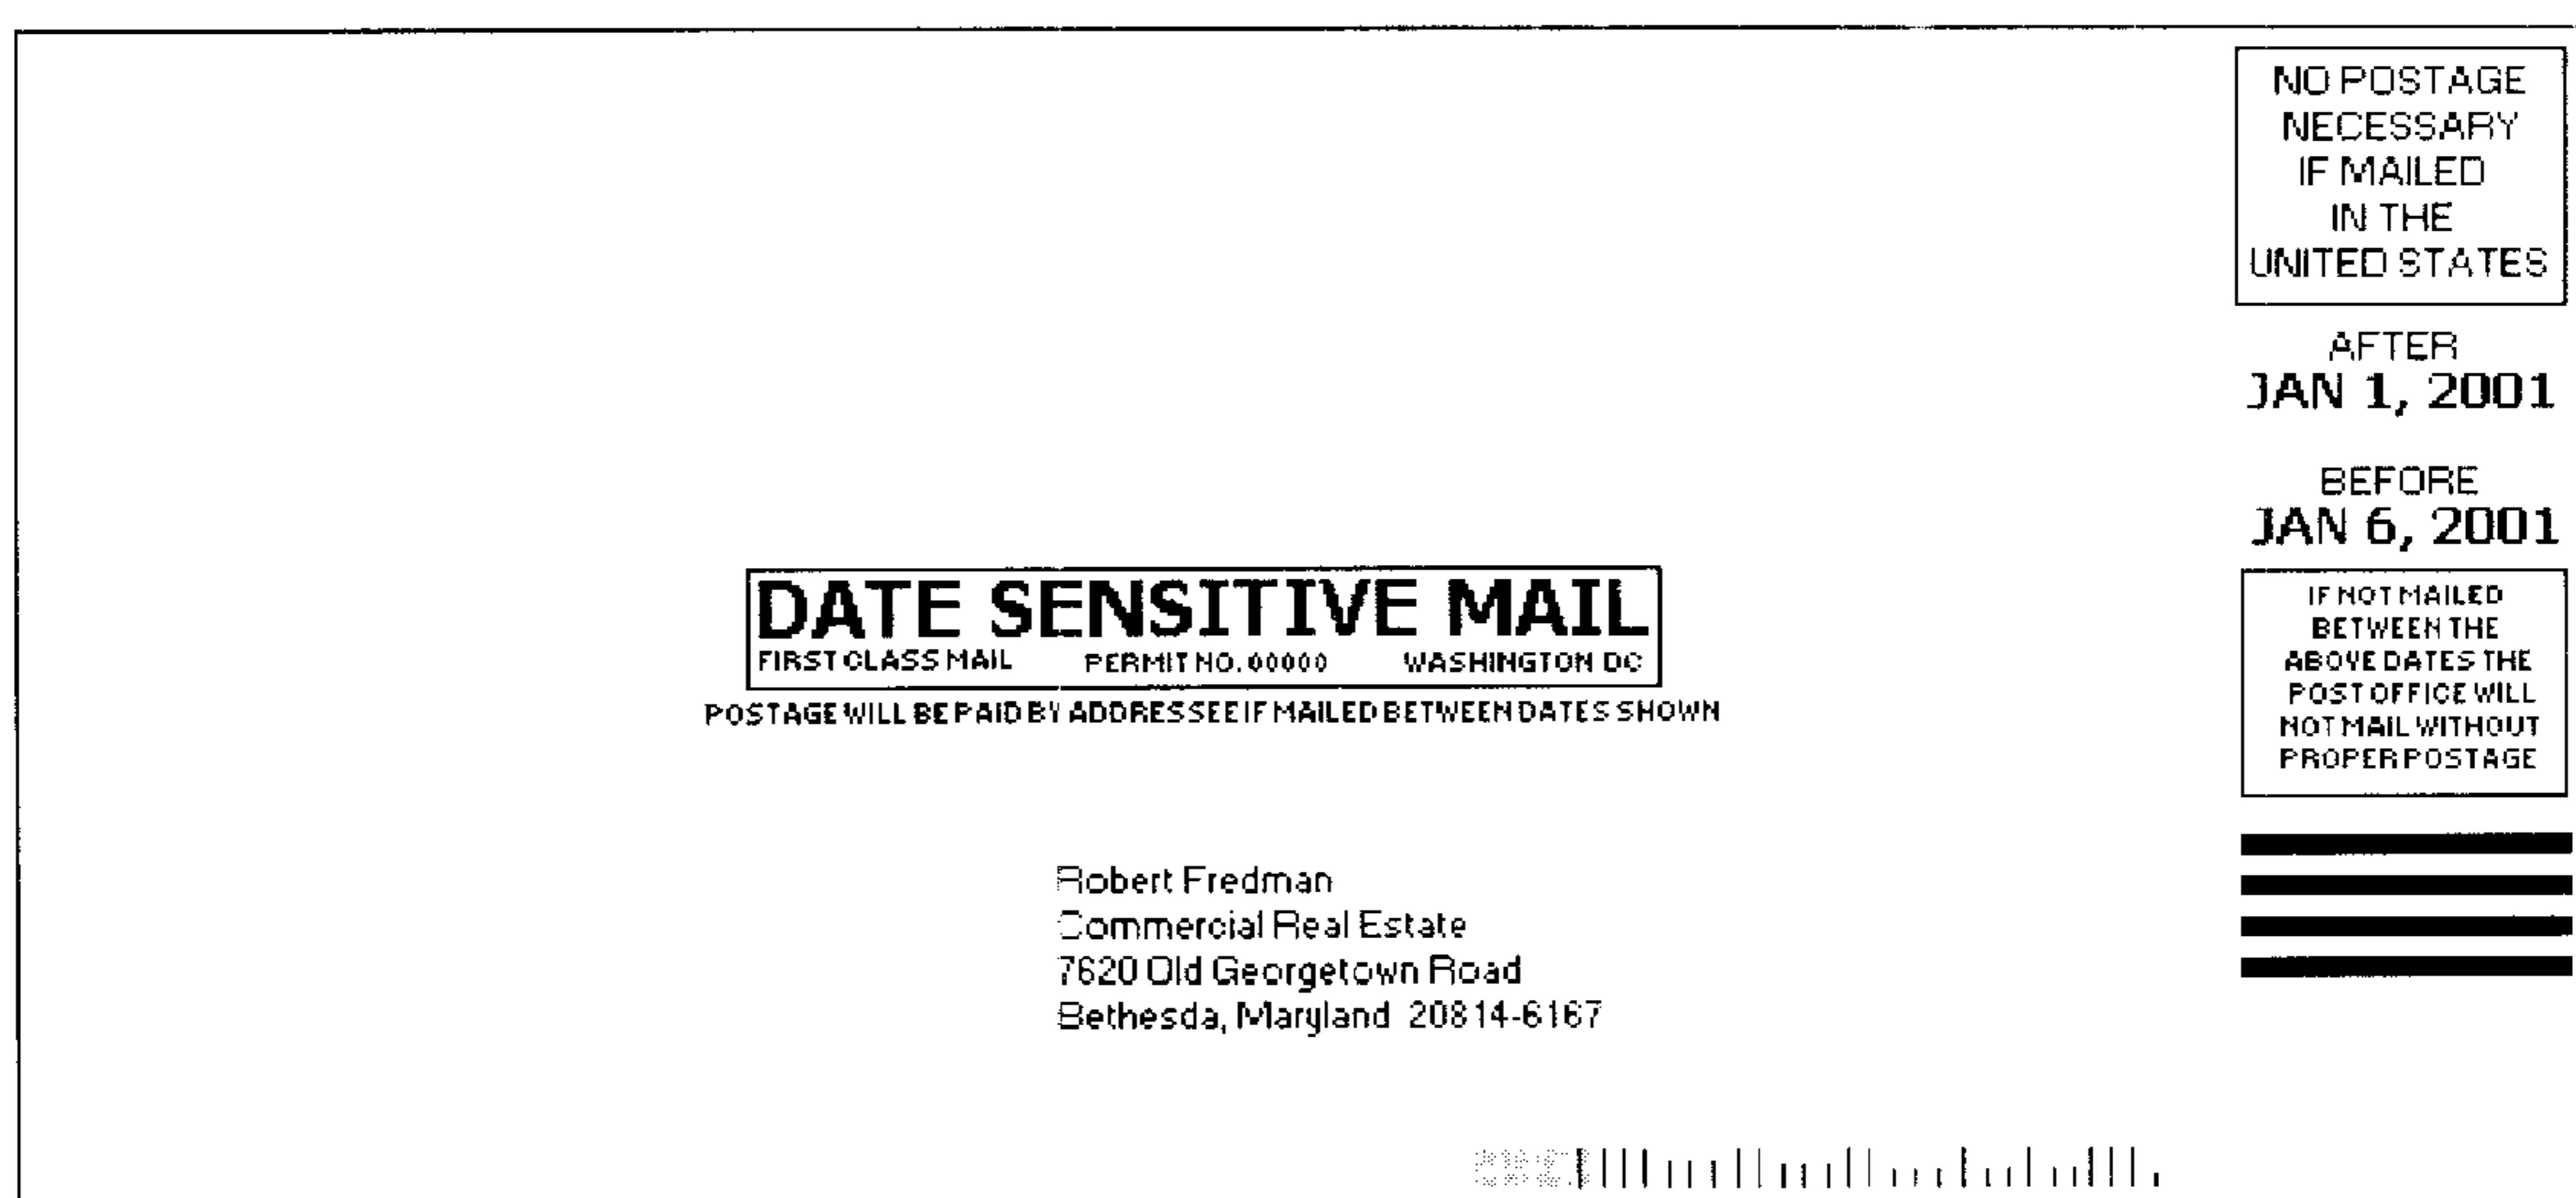 NO POSTAGE
NECESSARY
IF MAILED
IN THE
UNITED STATES
AFTER
JAN 1, 2001
BEFORE
JAN 6, 2001
IF NOT MAILED
BETWEEN THE
ABOVE DATES THE
POST OFFICE WILL
NOT MAIL WITHOUT
PROPER POSTAGE
DATE SENSITIVE MAIL
FIRST CLASS MAIL PERMIT NO. 00000 WASHINGTON DC
POSTAGE WILL BE PAID BY ADDRESSEE IF MAILED BETWEEN DATES SHOWN
Robert Fredman
Commercial Real Estate
7620 Old Georgetown Road
Bethesda, Maryland 20814-6167